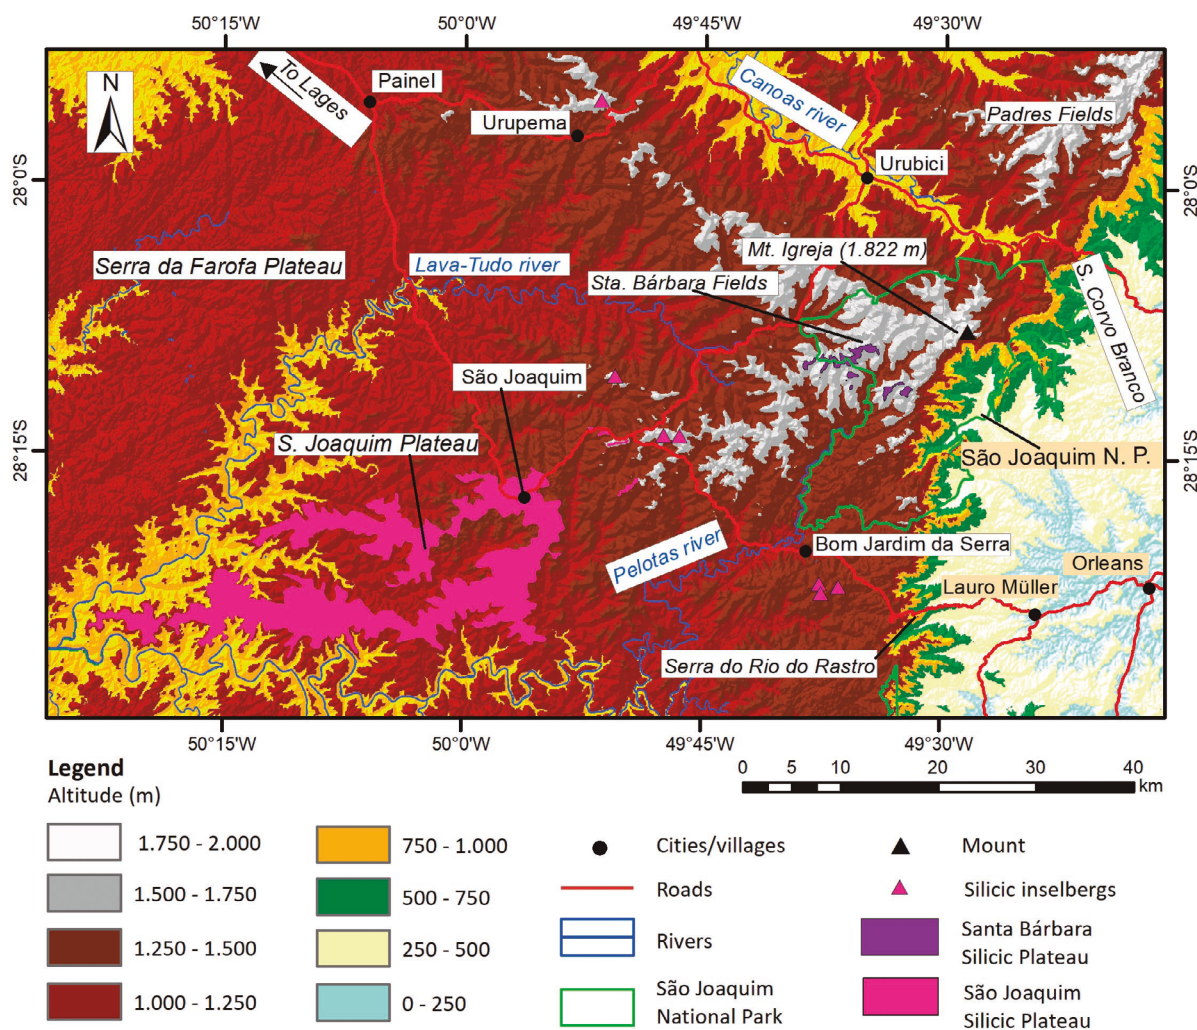 50°15'W 50°0'W 49°45'W 49°30'W
N
To Lages
Painel
Urupema
Canoas river
Padres Fields
Urubici
28°0'S
28°0'S
Serra da Farofa Plateau
Lava-Tudo river
Mt. Igreja (1.822 m)
Sta. Bárbara Fields
S. Corvo Branco
São Joaquim
S. Joaquim Plateau
São Joaquim N. P.
28°15'S
28°15'S
Pelotas river
Bom Jardim da Serra
Orleans
Lauro Müller
Serra do Rio do Rastro
50°15'W 50°0'W 49°45'W 49°30'W
Legend
Altitude (m)
0 5 10 20 30 40
km
1.750 - 2.000
1.500 - 1.750
1.250 - 1.500
1.000 - 1.250
750 - 1.000
500 - 750
250 - 500
0 - 250
Cities/villages
Roads
Rivers
São Joaquim
National Park
Mount
Silicic inselbergs
Santa Bárbara
Silicic Plateau
São Joaquim
Silicic Plateau